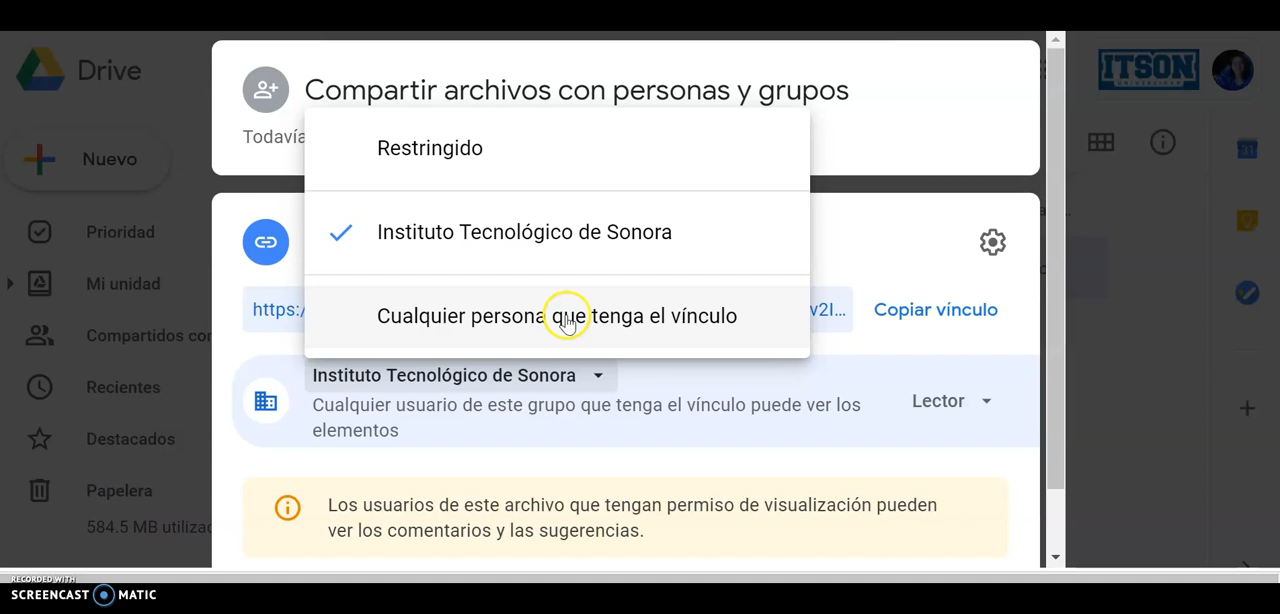 Drive
ITSON
Compartir archivos con personas y grupos
Todavía
Nuevo
Restringido
Instituto Tecnológico de Sonora
Cualquier persona que tenga el vínculo
https:/
v2I...
Copiar vínculo
Instituto Tecnológico de Sonora
Cualquier usuario de este grupo que tenga el vínculo puede ver los
elementos
Lector
Los usuarios de este archivo que tengan permiso de visualización pueden
ver los comentarios y las sugerencias.
Prioridad
Mi unidad
Compartidos con
Recientes
Destacados
Papelera
584.5 MB utilizad
31
RECORDED WITH
SCREENCAST MATIC